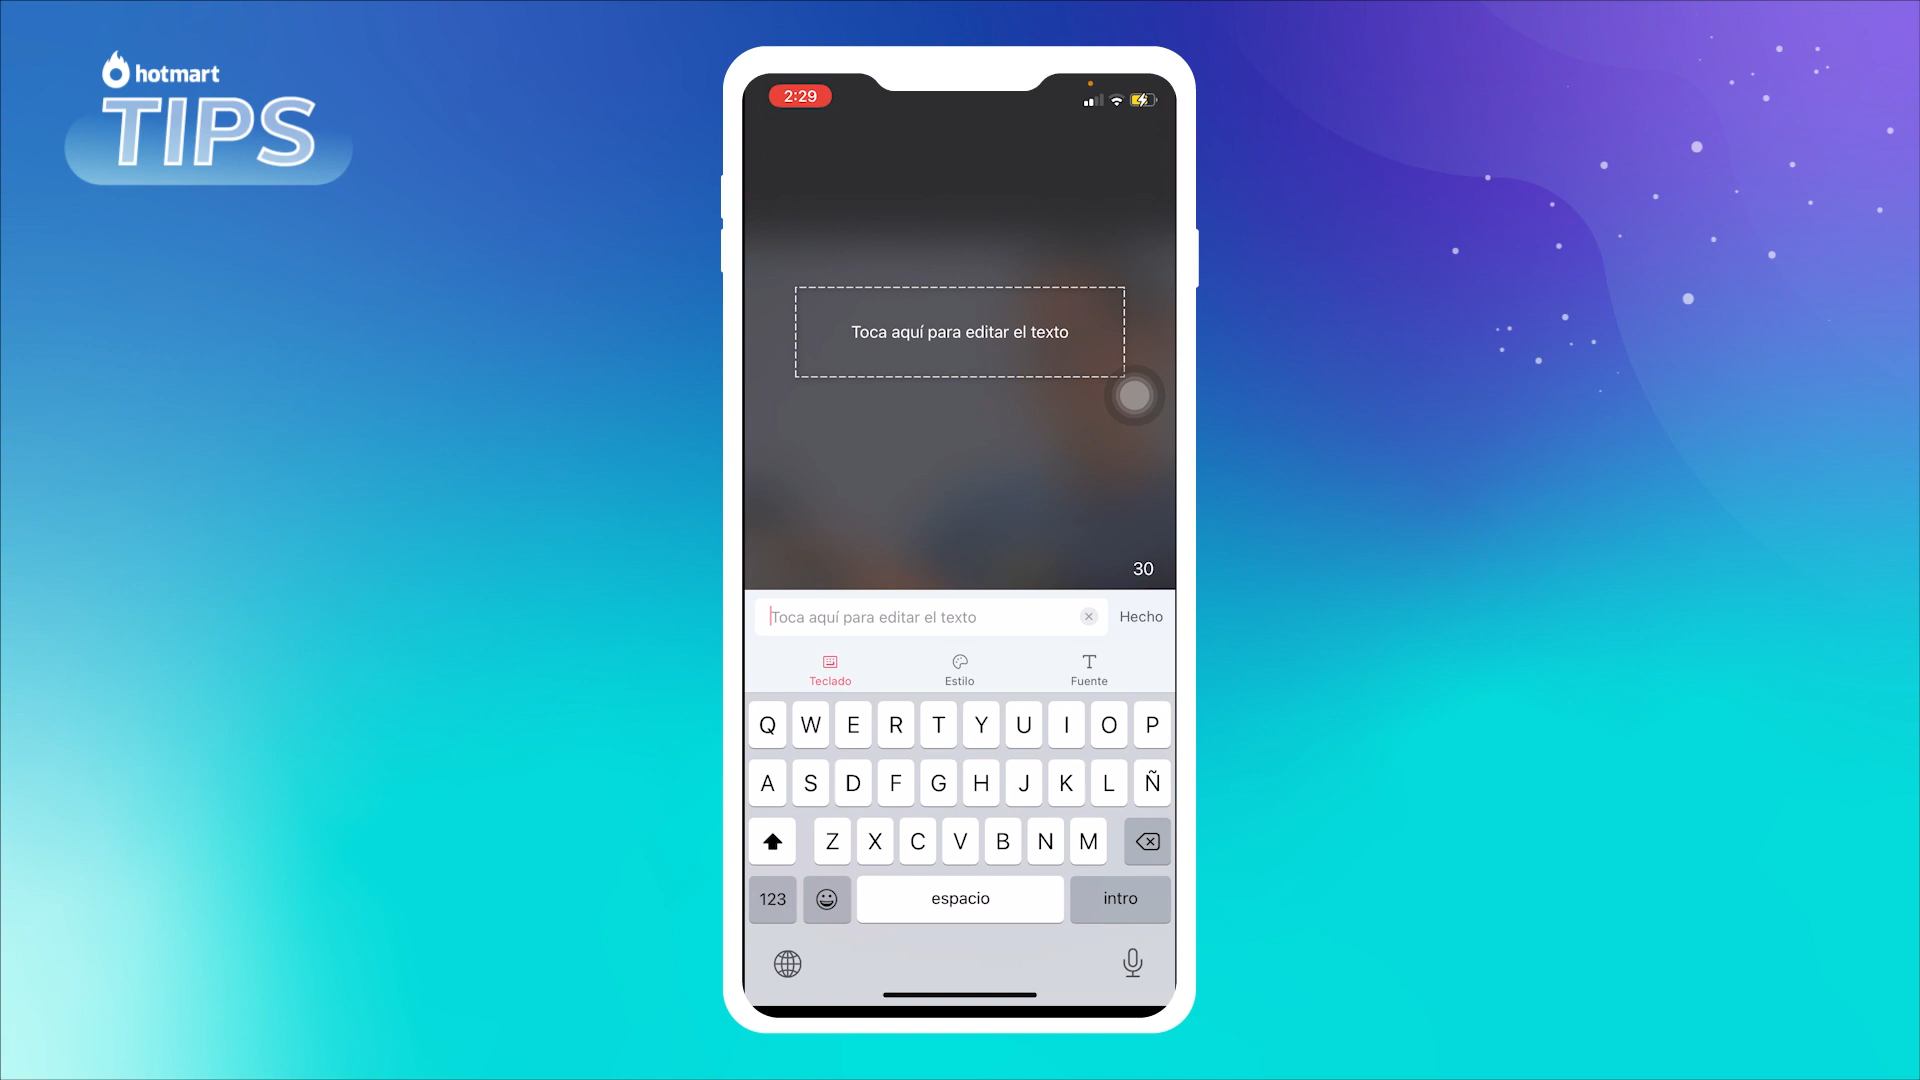 hotmart
TIPS
2:29
Toca aquí para editar el texto
30
Toca aquí para editar el texto
Hecho
Teclado
Estilo
Fuente
Q W E R T Y U I O P
A S D F G H J K L Ñ
Z X C V B N M
123
espacio
intro